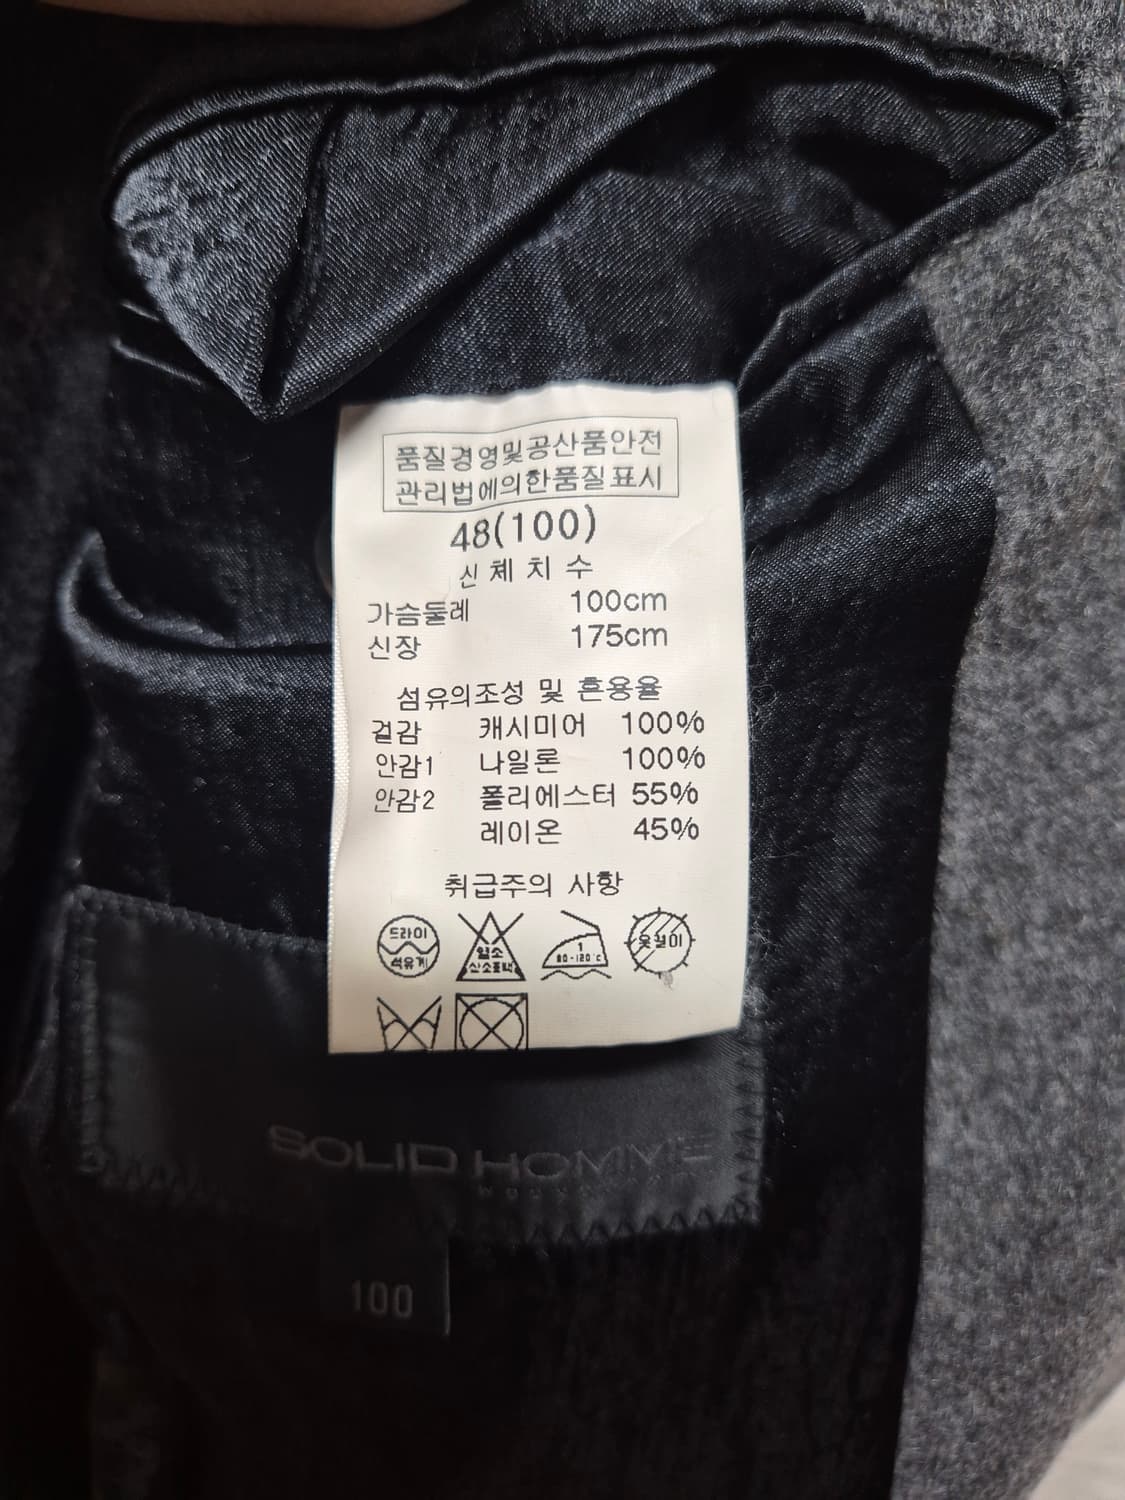 품질경영및공산품안전
관리법에의한품질표시
48(100)
신 체 치 수
가슴둘레 100cm
신장 175cm
섬유의조성 및 혼용율
겉감 캐시미어 100%
안감1 나일론 100%
안감2 폴리에스터 55%
레이온 45%
취급주의 사항
드라이
석유계
염소
산소표백
1
80-120℃
옷걸이
SOLID HOMME
100